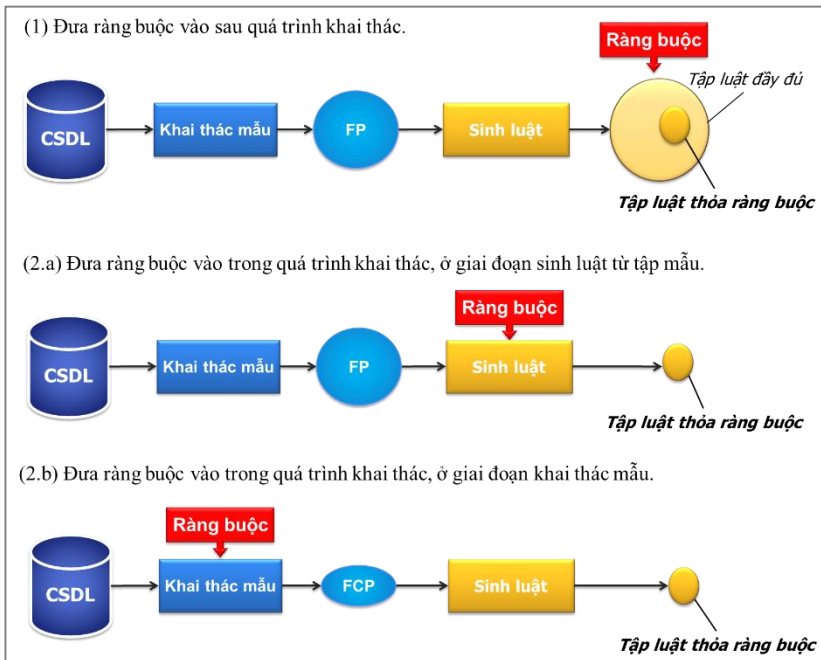 (1) Đưa ràng buộc vào sau quá trình khai thác.
Ràng buộc
Tập luật đầy đủ
CSDL
Khai thác mẫu
FP
Sinh luật
Tập luật thỏa ràng buộc
(2.a) Đưa ràng buộc vào trong quá trình khai thác, ở giai đoạn sinh luật từ tập mẫu.
Ràng buộc
CSDL
Khai thác mẫu
FP
Sinh luật
Tập luật thỏa ràng buộc
(2.b) Đưa ràng buộc vào trong quá trình khai thác, ở giai đoạn khai thác mẫu.
Ràng buộc
CSDL
Khai thác mẫu
FCP
Sinh luật
Tập luật thỏa ràng buộc